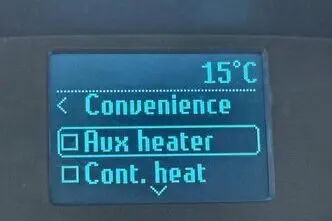 15°C
< Convenience
Aux heater
Cont. heat